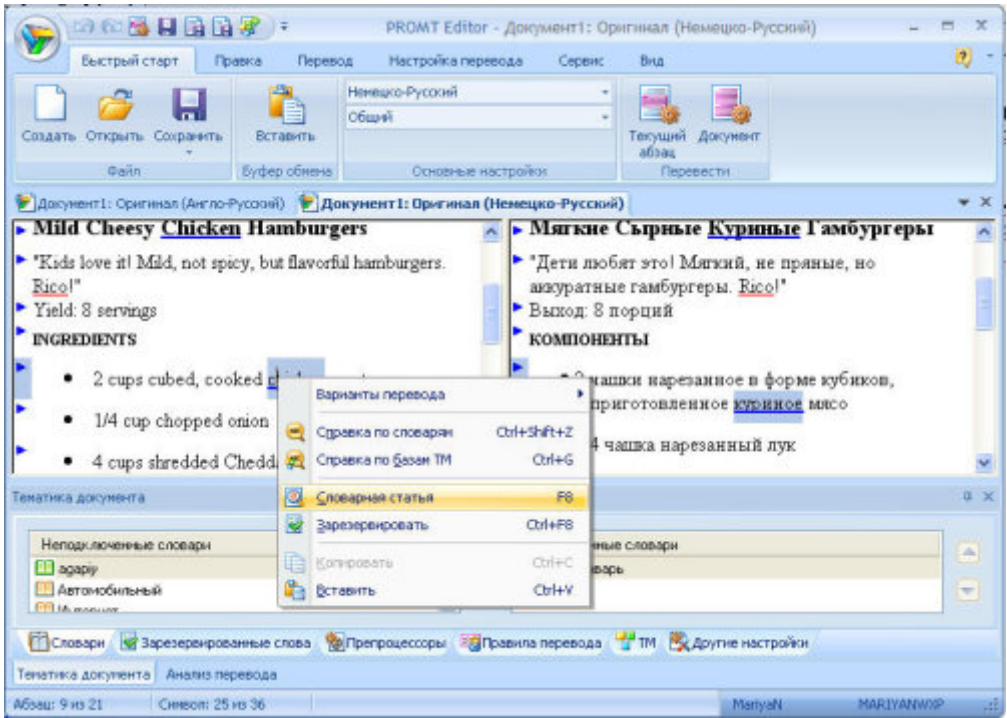 PROMT Editor - Документ1: Оригинал (Немецко-Русский)
Быстрый старт Правка Перевод Настройка перевода Сервис Вид
Немецко-Русский
Общий
Создать Открыть Сохранить Вставить Текущий абзац Документ
Файл Буфер обмена Основные настройки Перевести
Документ1: Оригинал (Англо-Русский) Документ1: Оригинал (Немецко-Русский)
Mild Cheesy Chicken Hamburgers
"Kids love it! Mild, not spicy, but flavorful hamburgers.
Rico!"
Yield: 8 servings
INGREDIENTS
2 cups cubed, cooked
1/4 cup chopped onion
4 cups shredded
Мягкие Сырные Куриные Гамбургеры
"Дети любят это! Мягкий, не пряные, но
аккуратные гамбургеры. Rico!"
Выход: 8 порций
КОМПОНЕНТЫ
чашки нарезанное в форме кубиков,
приготовленное куриное мясо
4 чашка нарезанный лук
Варианты перевода
Справка по словарям Ctrl+Shift+Z
Справка по базам ТМ Ctrl+G
Словарная статья F8
Зарезервировать Ctrl+F8
Копировать Ctrl+C
Вставить Ctrl+V
Тематика документа
Неподключенные словари
agapiy
Автомобильный
словари
Словари Зарезервированные слова Препроцессоры Правила перевода ТМ Другие настройки
Тематика документа Анализ перевода
Абзац: 9 из 21 Символ: 25 из 36 MariyaN MARIYANWXP